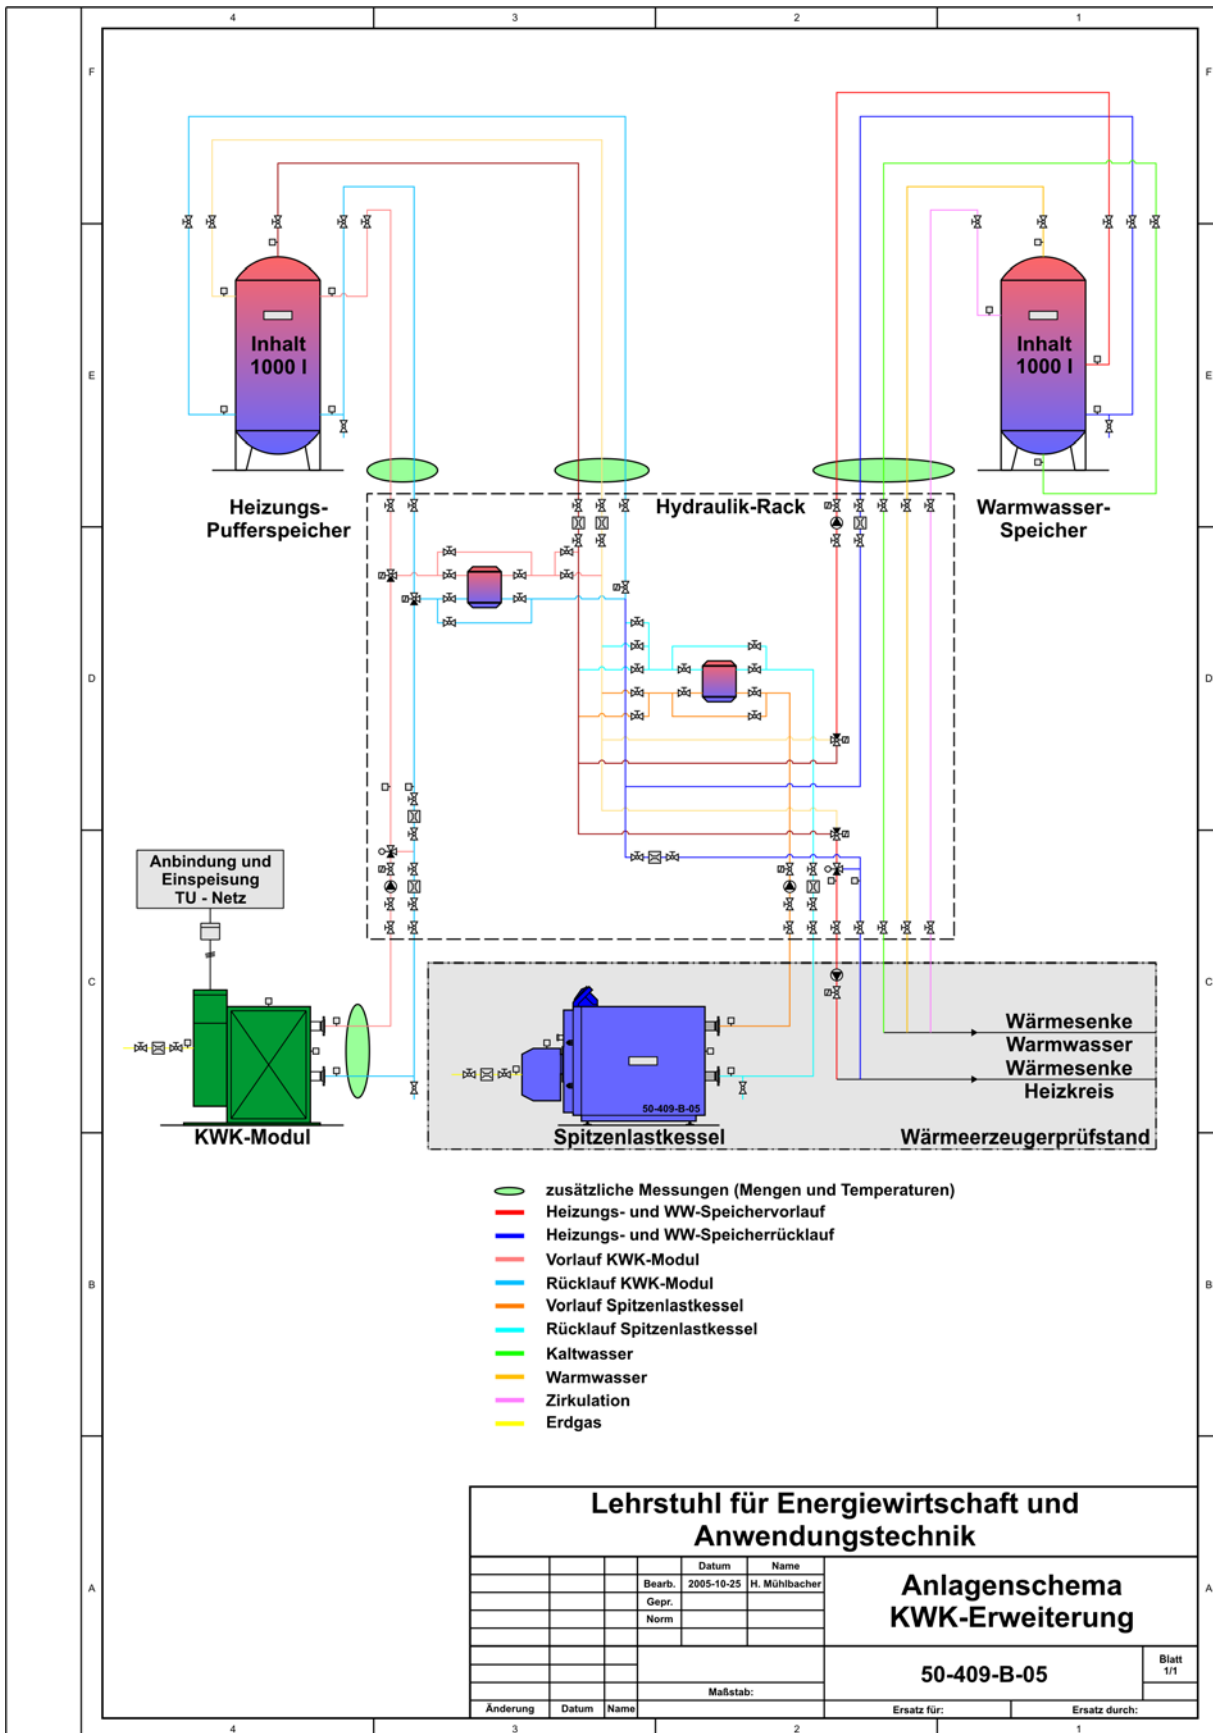 4 3 2 1
F F
Inhalt
1000 l
Inhalt
1000 l
E E
Heizungs-
Pufferspeicher
Hydraulik-Rack
Warmwasser-
Speicher
D D
Anbindung und
Einspeisung
TU - Netz
C C
Wärmesenke
Warmwasser
Wärmesenke
Heizkreis
50-409-B-05
KWK-Modul
Spitzenlastkessel
Wärmeerzeugerprüfstand
zusätzliche Messungen (Mengen und Temperaturen)
Heizungs- und WW-Speichervorlauf
Heizungs- und WW-Speicherrücklauf
Vorlauf KWK-Modul
Rücklauf KWK-Modul
B B
Vorlauf Spitzenlastkessel
Rücklauf Spitzenlastkessel
Kaltwasser
Warmwasser
Zirkulation
Erdgas
Lehrstuhl für Energiewirtschaft und
Anwendungstechnik
Datum Name
Bearb. 2005-10-25 H. Mühlbacher
Gepr.
Norm
A A
Anlagenschema
KWK-Erweiterung
50-409-B-05
Blatt
1/1
Maßstab:
Änderung Datum Name
Ersatz für: Ersatz durch:
4 3 2 1